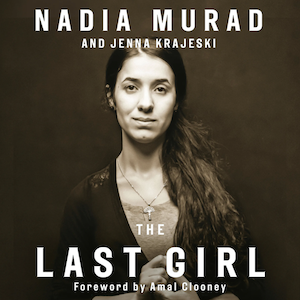 NADIA MURAD
AND JENNA KRAJESKI
THE
LAST GIRL
Foreword by Amal Clooney